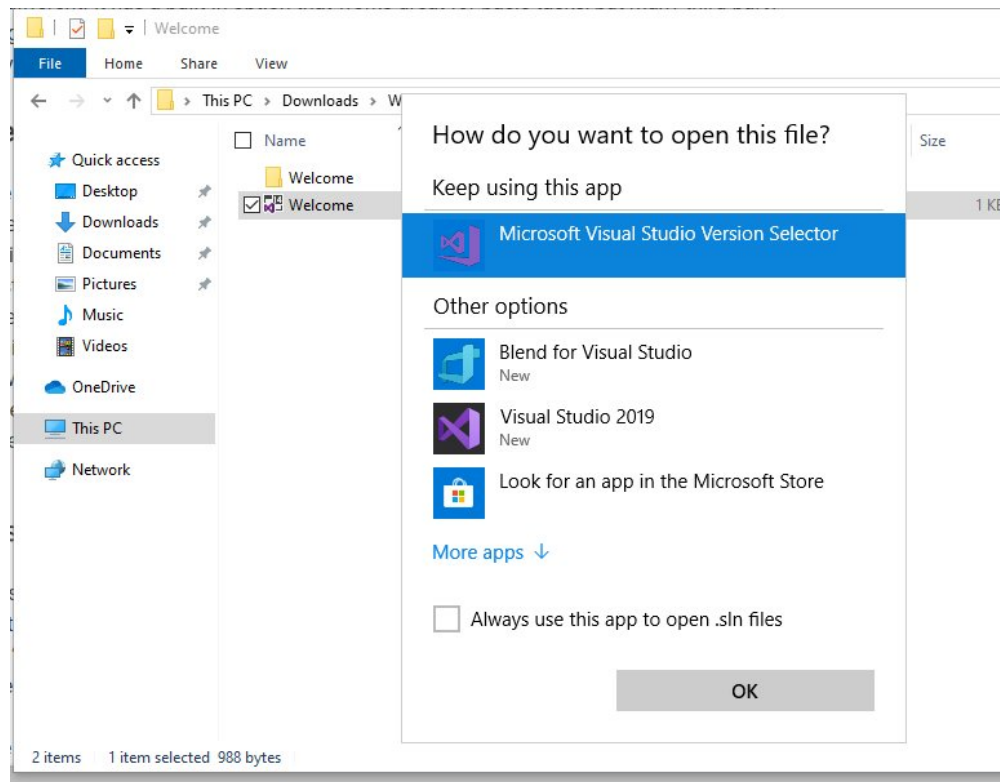 Welcome
File Home Share View
This PC Downloads W
Name
Size
Quick access
Desktop
Downloads
Documents
Pictures
Music
Videos
OneDrive
This PC
Network
Welcome
Welcome
1 KB
How do you want to open this file?
Keep using this app
Microsoft Visual Studio Version Selector
Other options
Blend for Visual Studio
New
Visual Studio 2019
New
Look for an app in the Microsoft Store
More apps
Always use this app to open .sln files
OK
2 items 1 item selected 988 bytes